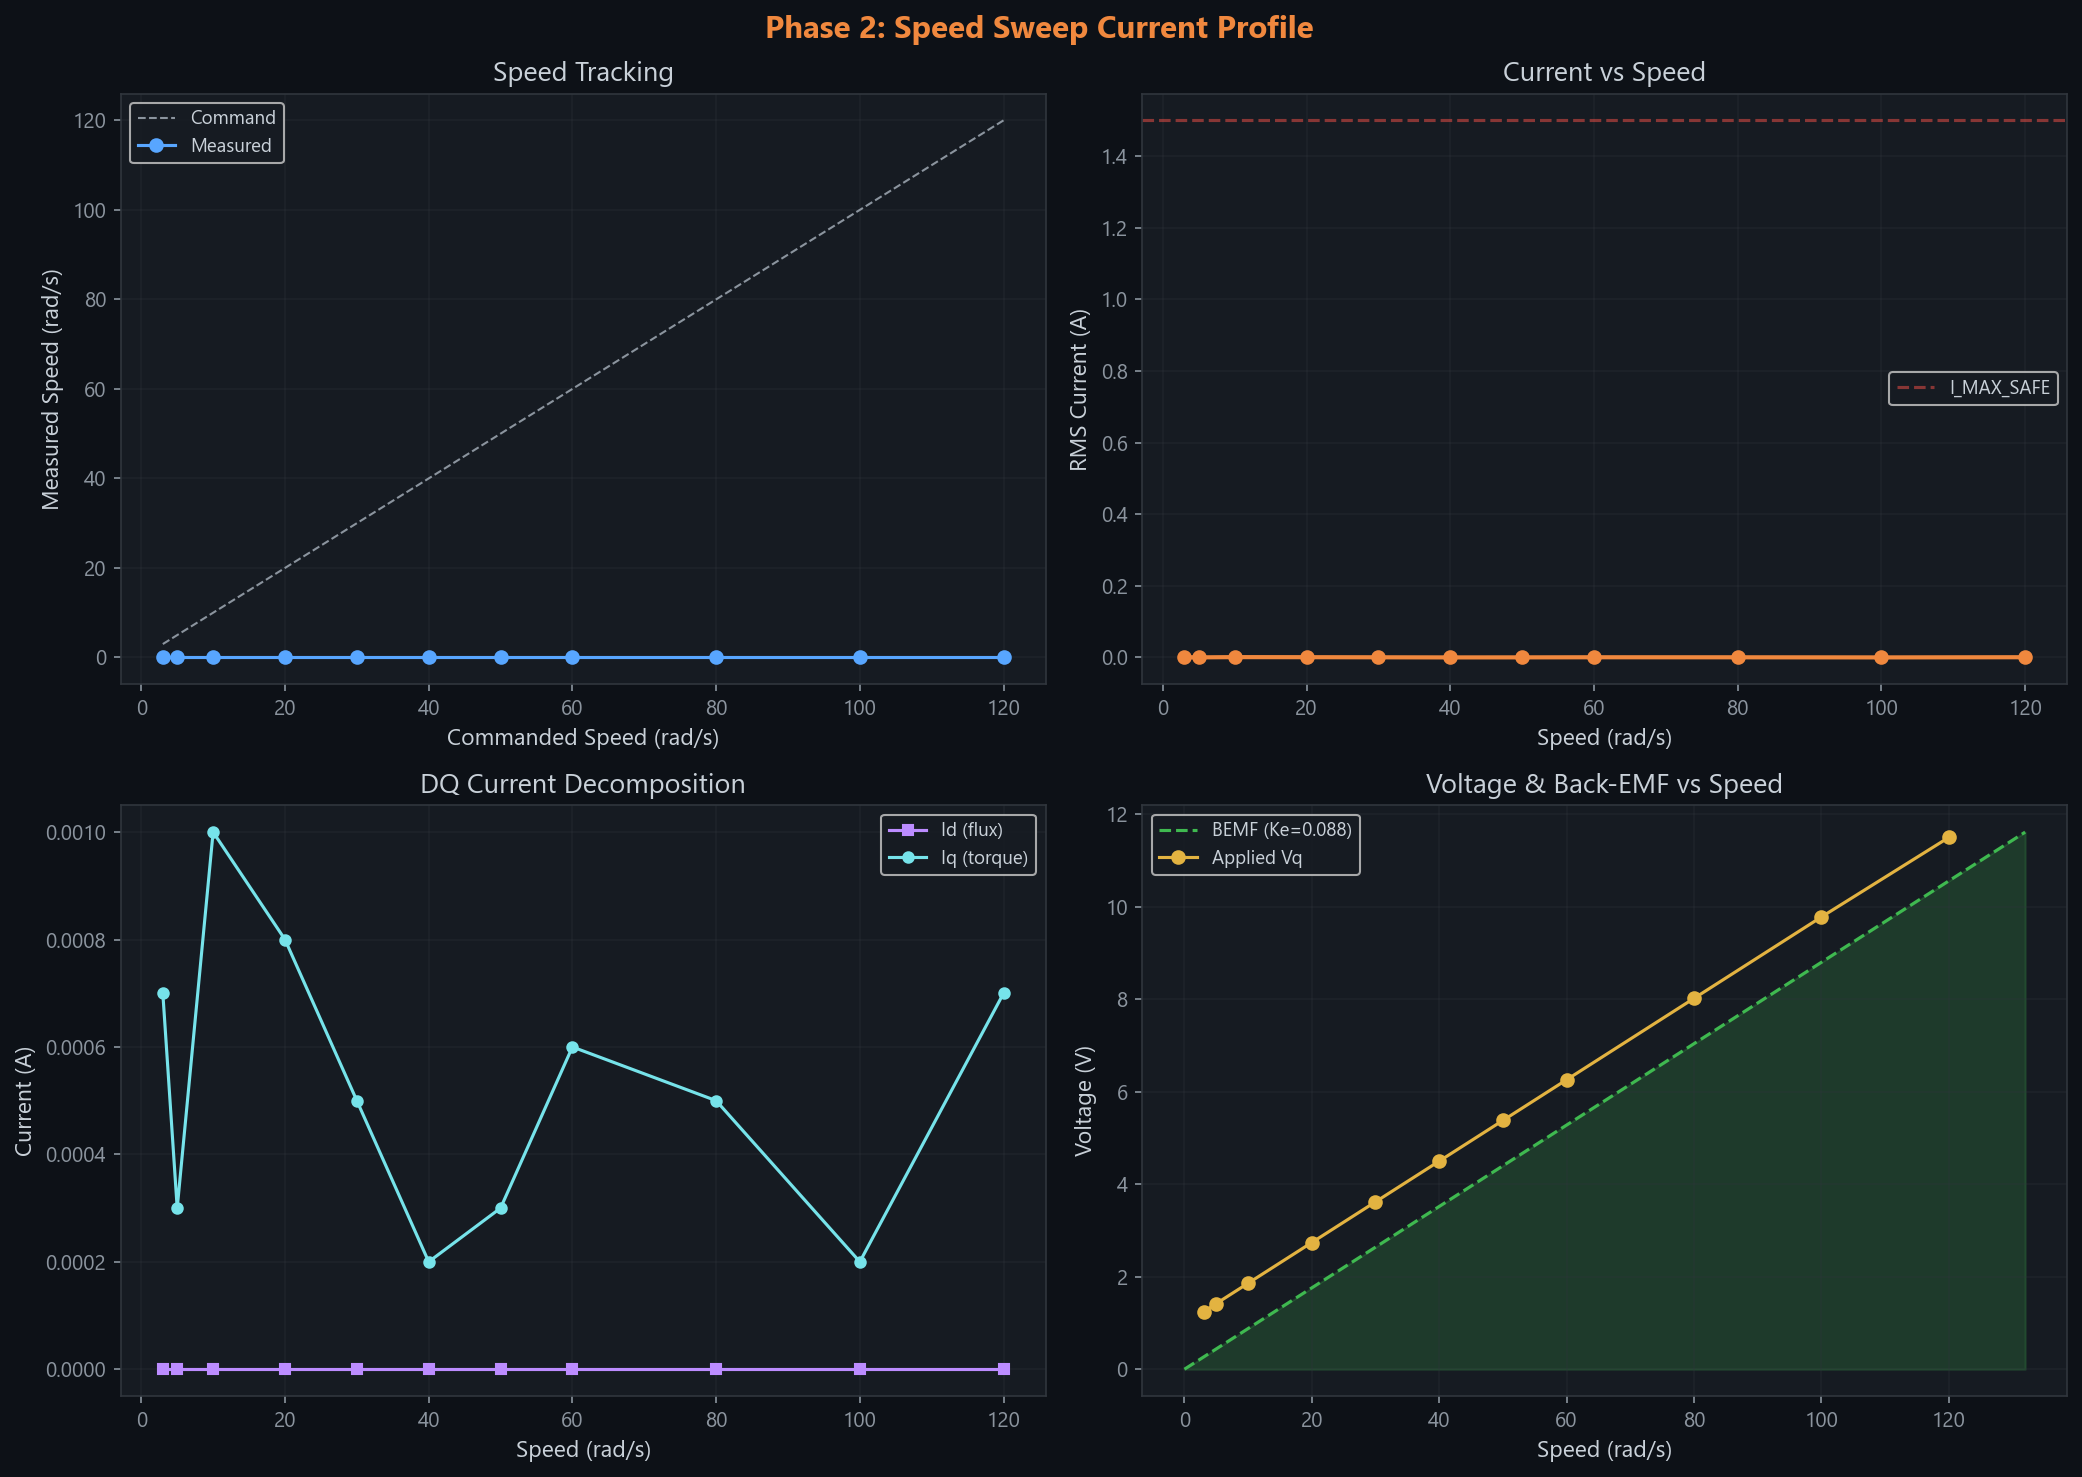 Phase 2: Speed Sweep Current Profile
Speed Tracking
Command
Measured
120
100
80
60
40
20
0
Measured Speed (rad/s)
0 20 40 60 80 100 120
Commanded Speed (rad/s)
Current vs Speed
I_MAX_SAFE
1.4
1.2
1.0
0.8
0.6
0.4
0.2
0.0
RMS Current (A)
0 20 40 60 80 100 120
Speed (rad/s)
DQ Current Decomposition
Id (flux)
Iq (torque)
0.0010
0.0008
0.0006
0.0004
0.0002
0.0000
Current (A)
0 20 40 60 80 100 120
Speed (rad/s)
Voltage & Back-EMF vs Speed
BEMF (Ke=0.088)
Applied Vq
12
10
8
6
4
2
0
Voltage (V)
0 20 40 60 80 100 120
Speed (rad/s)